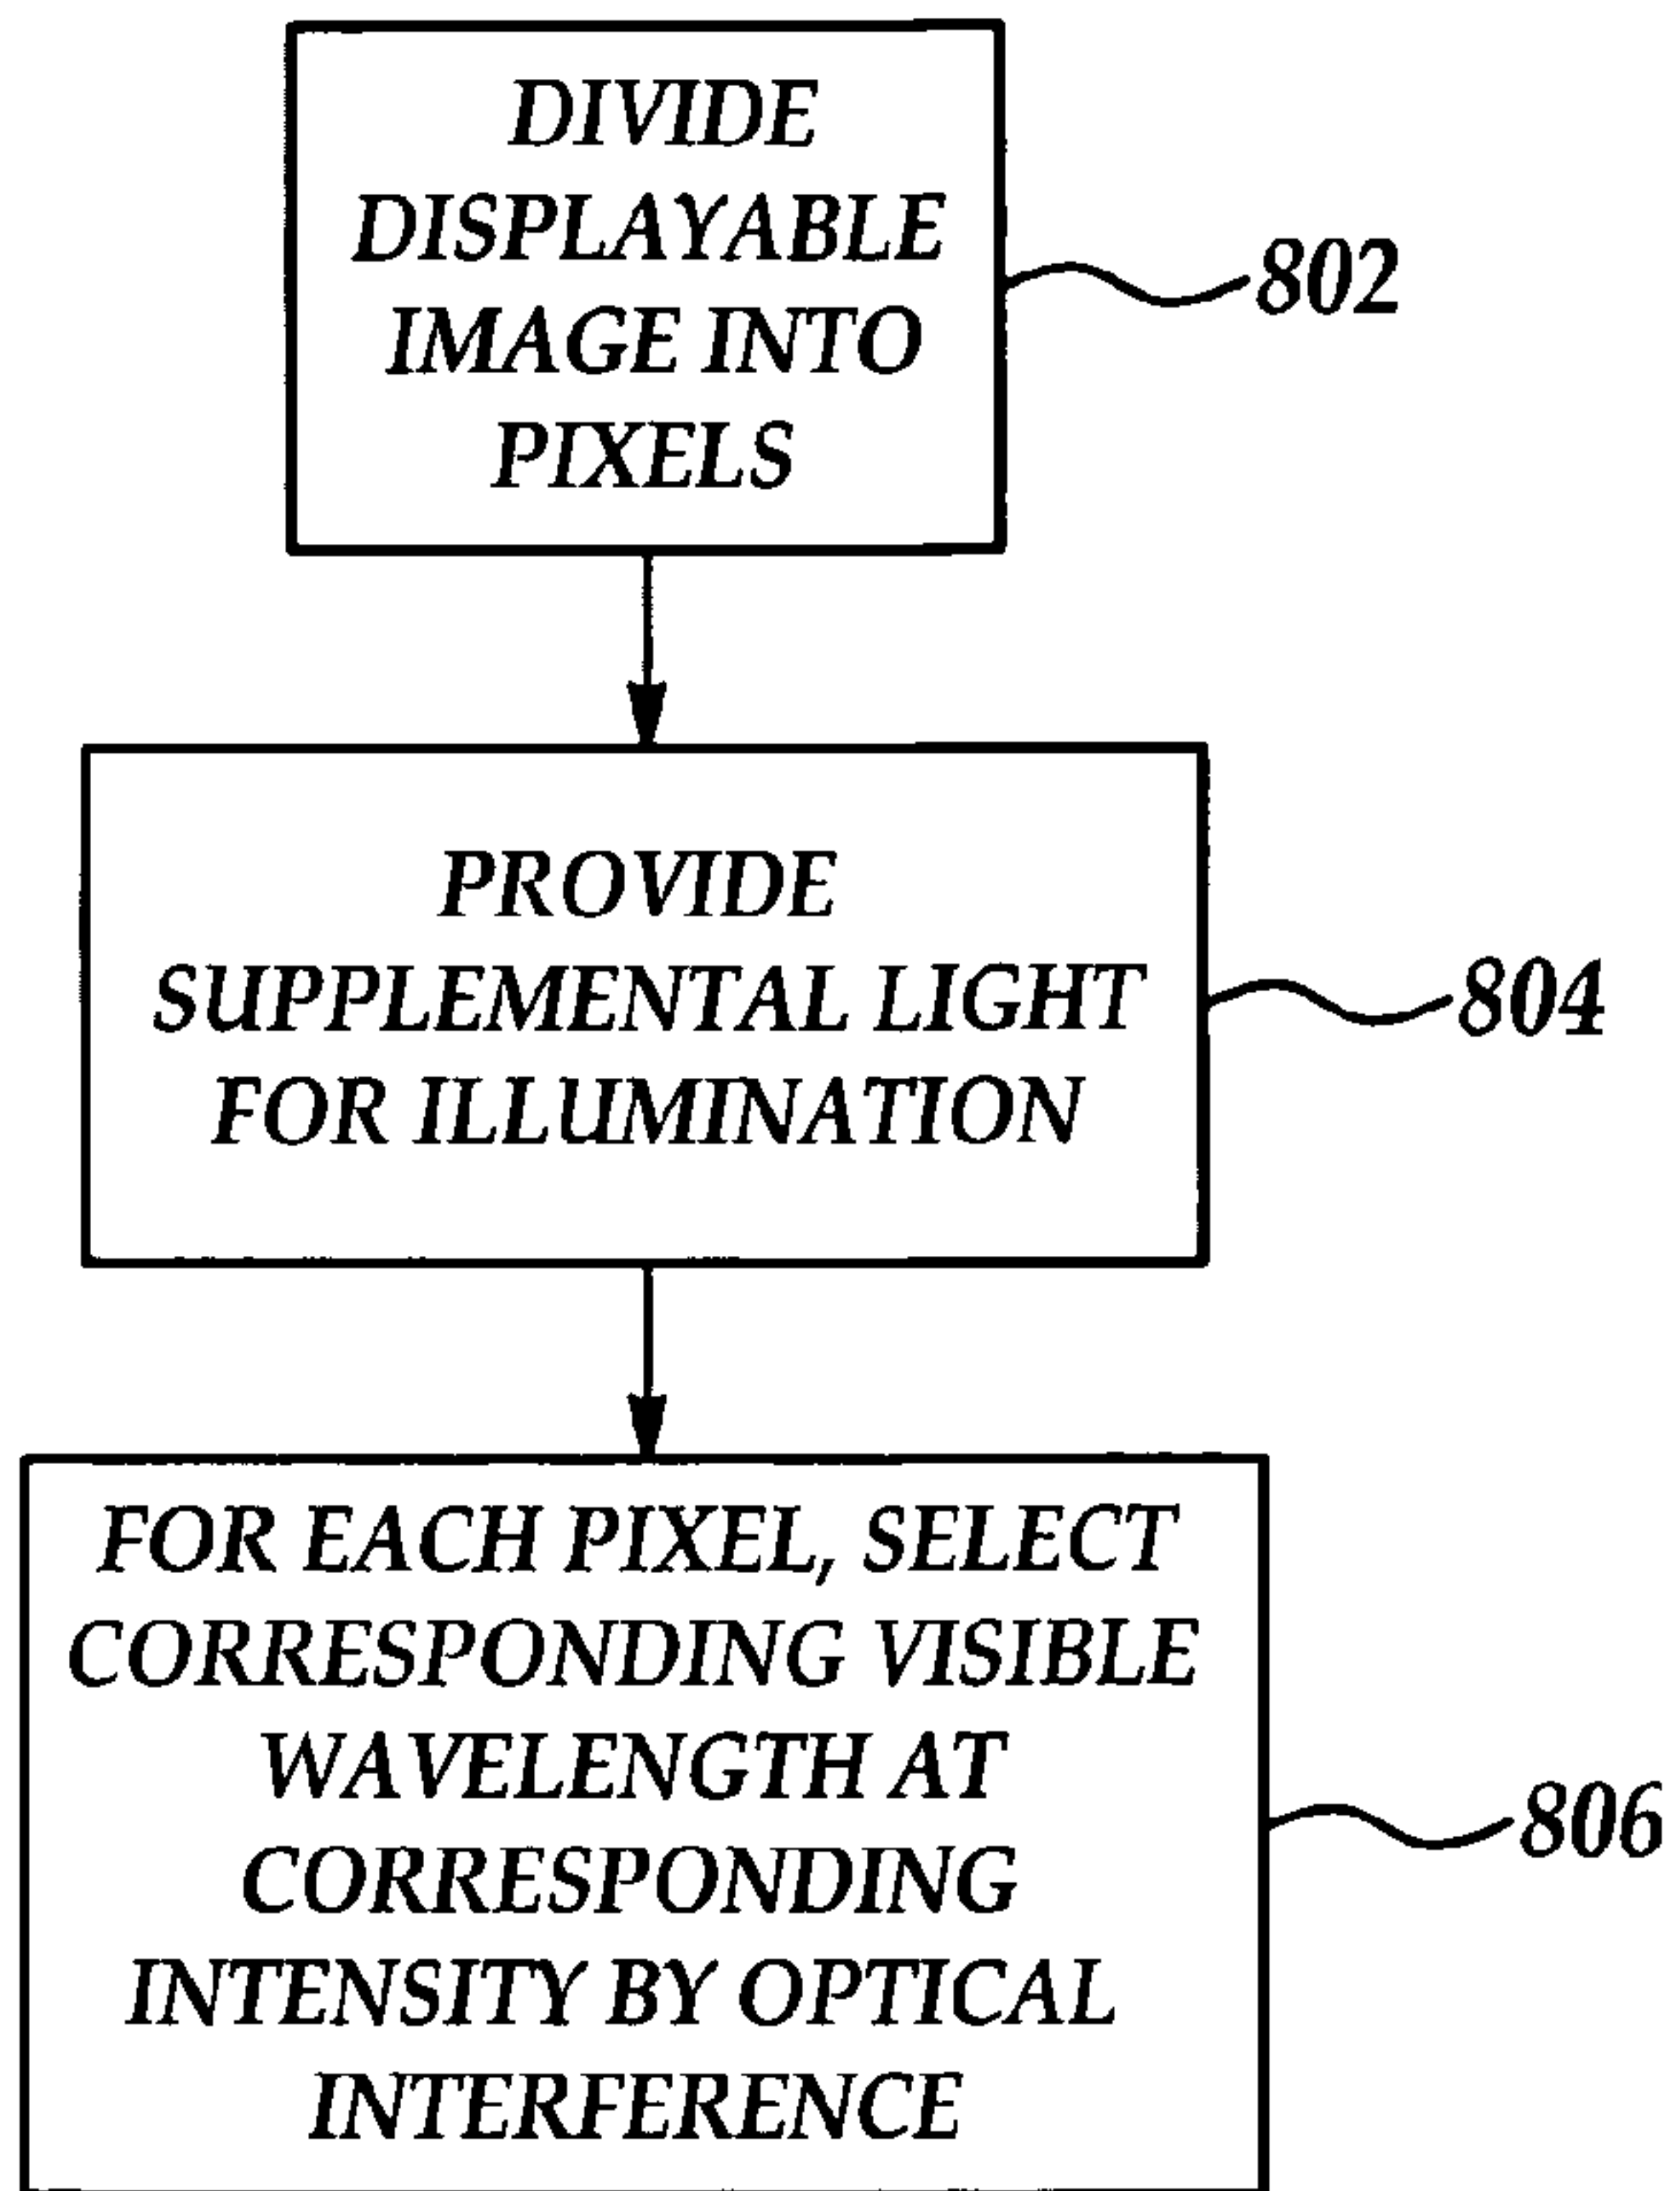 DIVIDE
DISPLAYABLE
IMAGE INTO
PIXELS
802
PROVIDE
SUPPLEMENTAL LIGHT
FOR ILLUMINATION
804
FOR EACH PIXEL, SELECT
CORRESPONDING VISIBLE
WAVELENGTH AT
CORRESPONDING
INTENSITY BY OPTICAL
INTERFERENCE
806